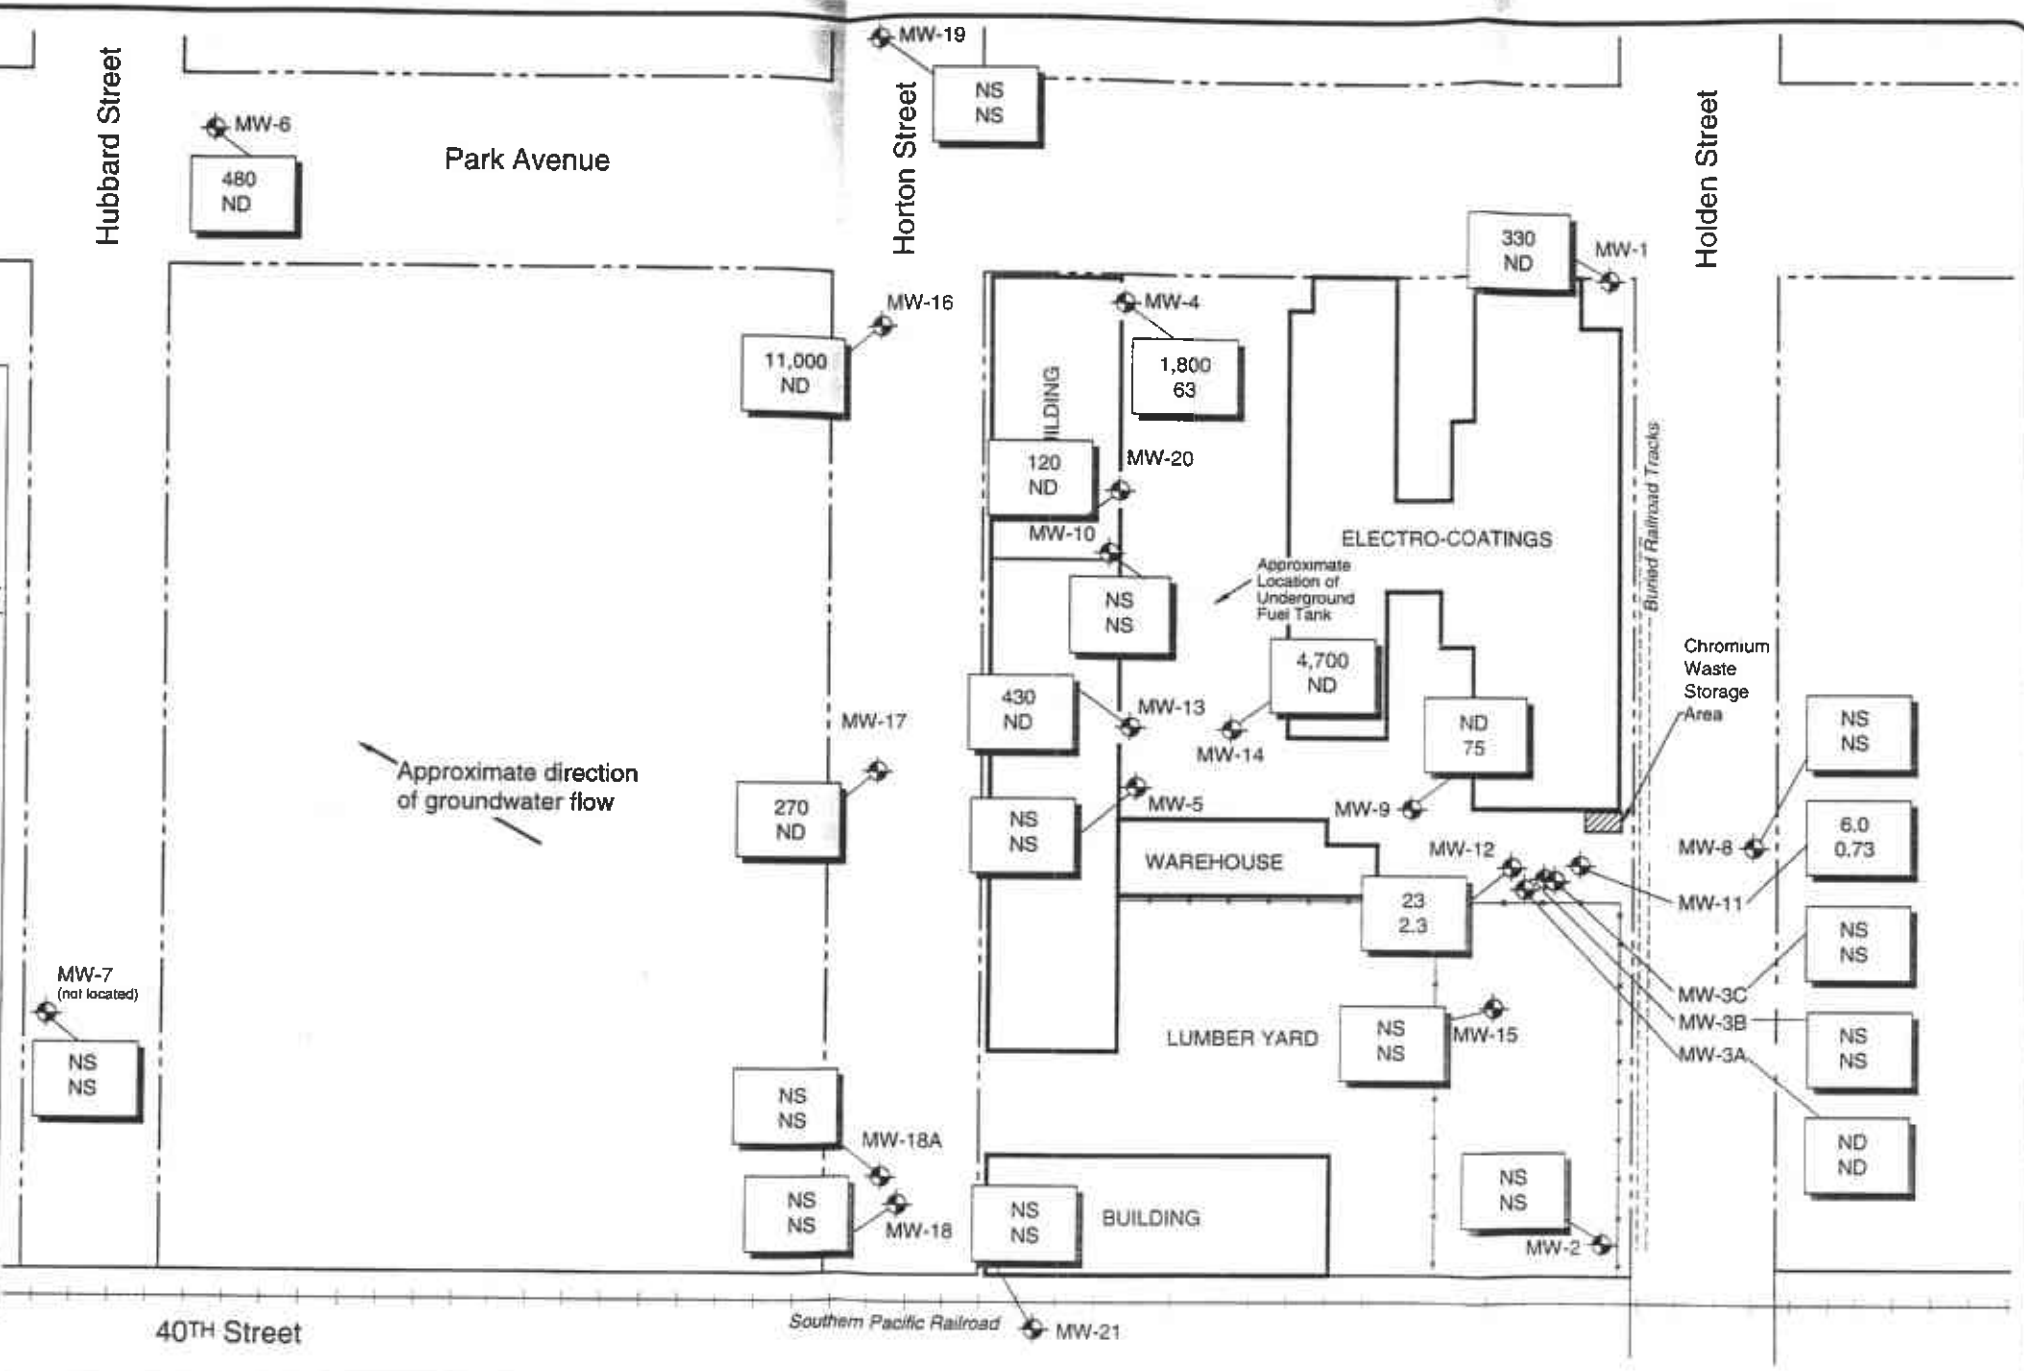 Hubbard Street
MW-6
480
ND
Park Avenue
MW-19
NS
NS
Horton Street
Holden Street
330
ND
MW-1
MW-16
11,000
ND
MW-4
1,800
63
ILDING
120
ND
MW-20
MW-10
NS
NS
ELECTRO-COATINGS
Approximate
Location of
Underground
Fuel Tank
Buried Railroad Tracks
4,700
ND
MW-14
430
ND
MW-13
MW-17
270
ND
Approximate direction
of groundwater flow
ND
75
MW-9
Chromium
Waste
Storage
Area
NS
NS
MW-8
NS
NS
MW-5
WAREHOUSE
MW-12
23
2.3
6.0
0.73
MW-11
NS
NS
MW-3C
MW-3B
NS
NS
MW-3A
ND
ND
MW-7
(not located)
NS
NS
LUMBER YARD
NS
NS
MW-15
NS
NS
MW-18A
NS
NS
MW-18
NS
NS
BUILDING
NS
NS
MW-2
40TH Street
Southern Pacific Railroad
MW-21